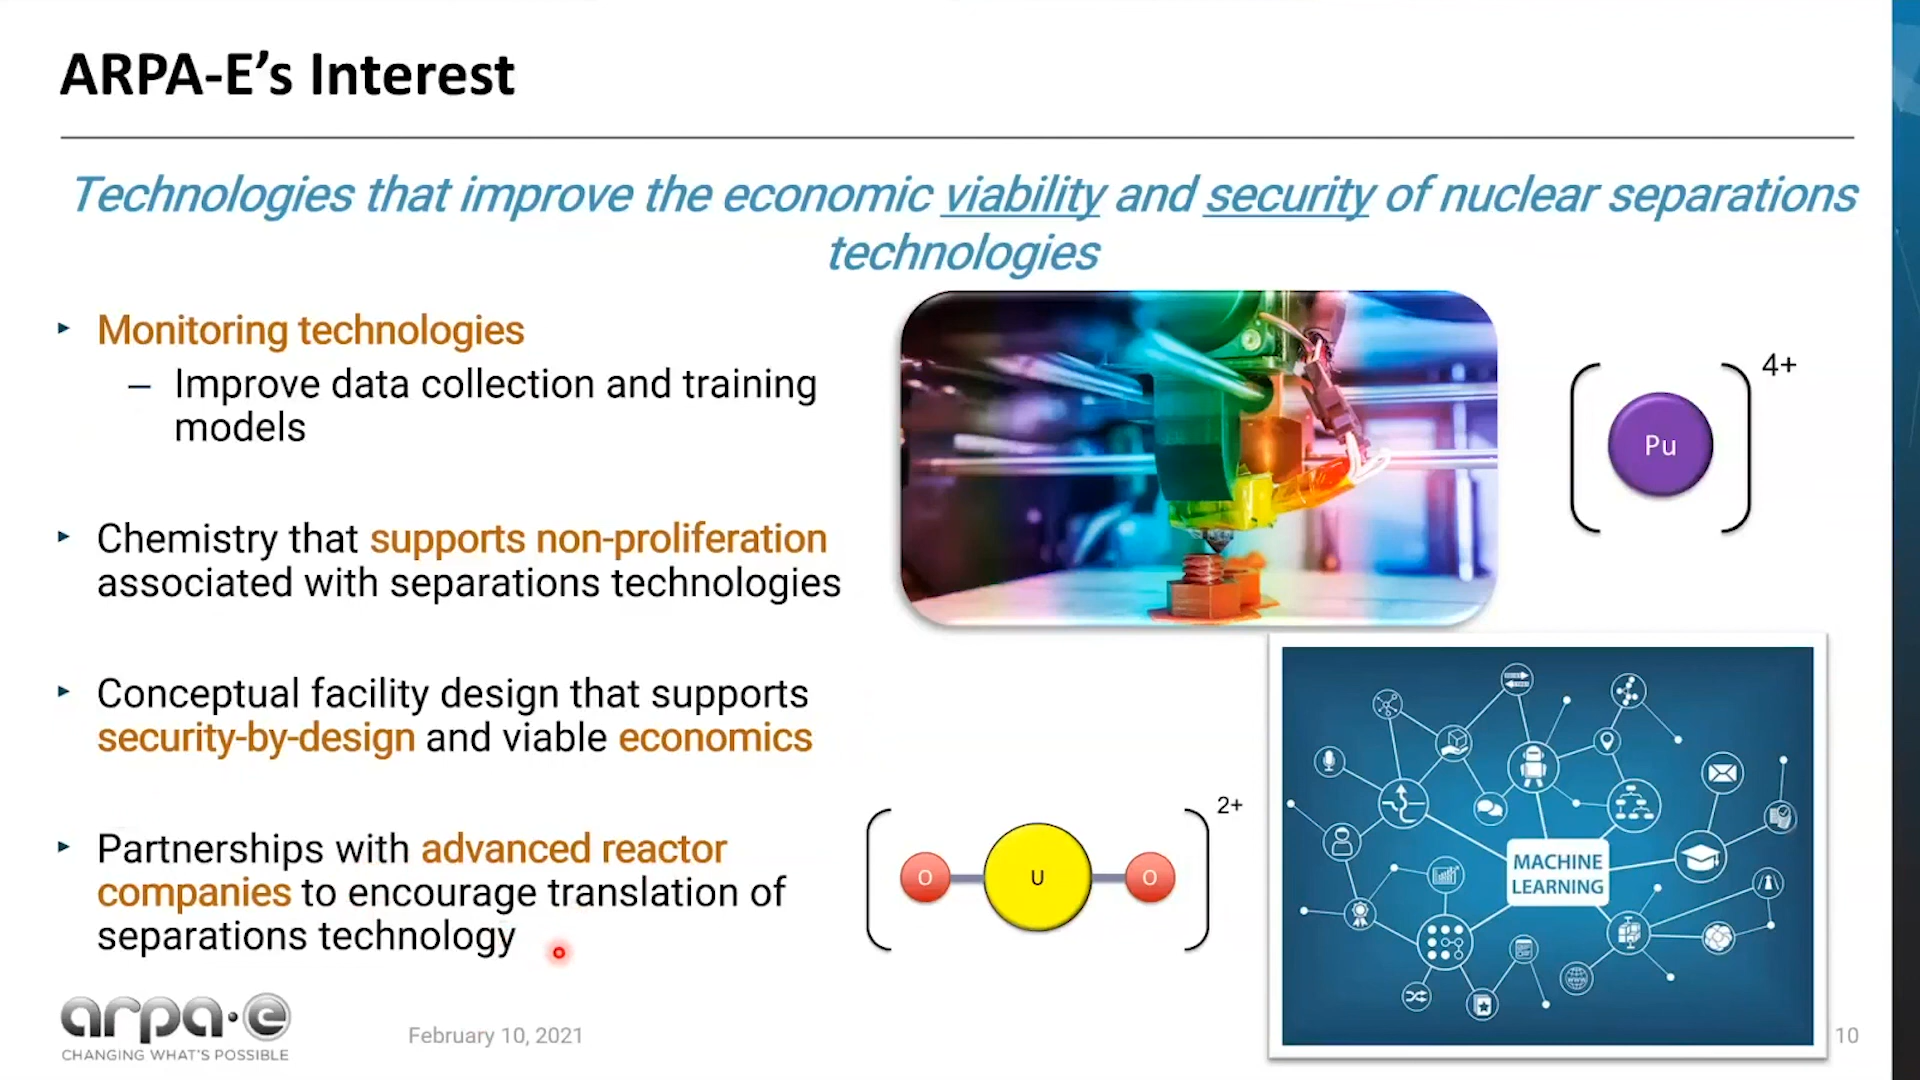 ARPA-E’s Interest
Technologies that improve the economic viability and security of nuclear separations
technologies
‣ Monitoring technologies
– Improve data collection and training
models
‣ Chemistry that supports non-proliferation
associated with separations technologies
‣ Conceptual facility design that supports
security-by-design and viable economics
‣ Partnerships with advanced reactor
companies to encourage translation of
separations technology
4+
Pu
2+
O U O
MACHINE
LEARNING
WWW
arpa·e
CHANGING WHAT'S POSSIBLE
February 10, 2021
10